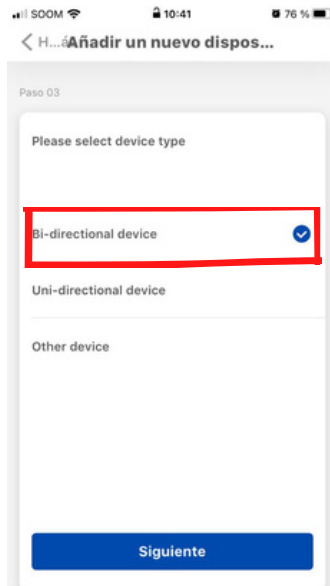 SOOM 10:41 76 %
H...á Añadir un nuevo dispos...
Paso 03
Please select device type
Bi-directional device
Uni-directional device
Other device
Siguiente